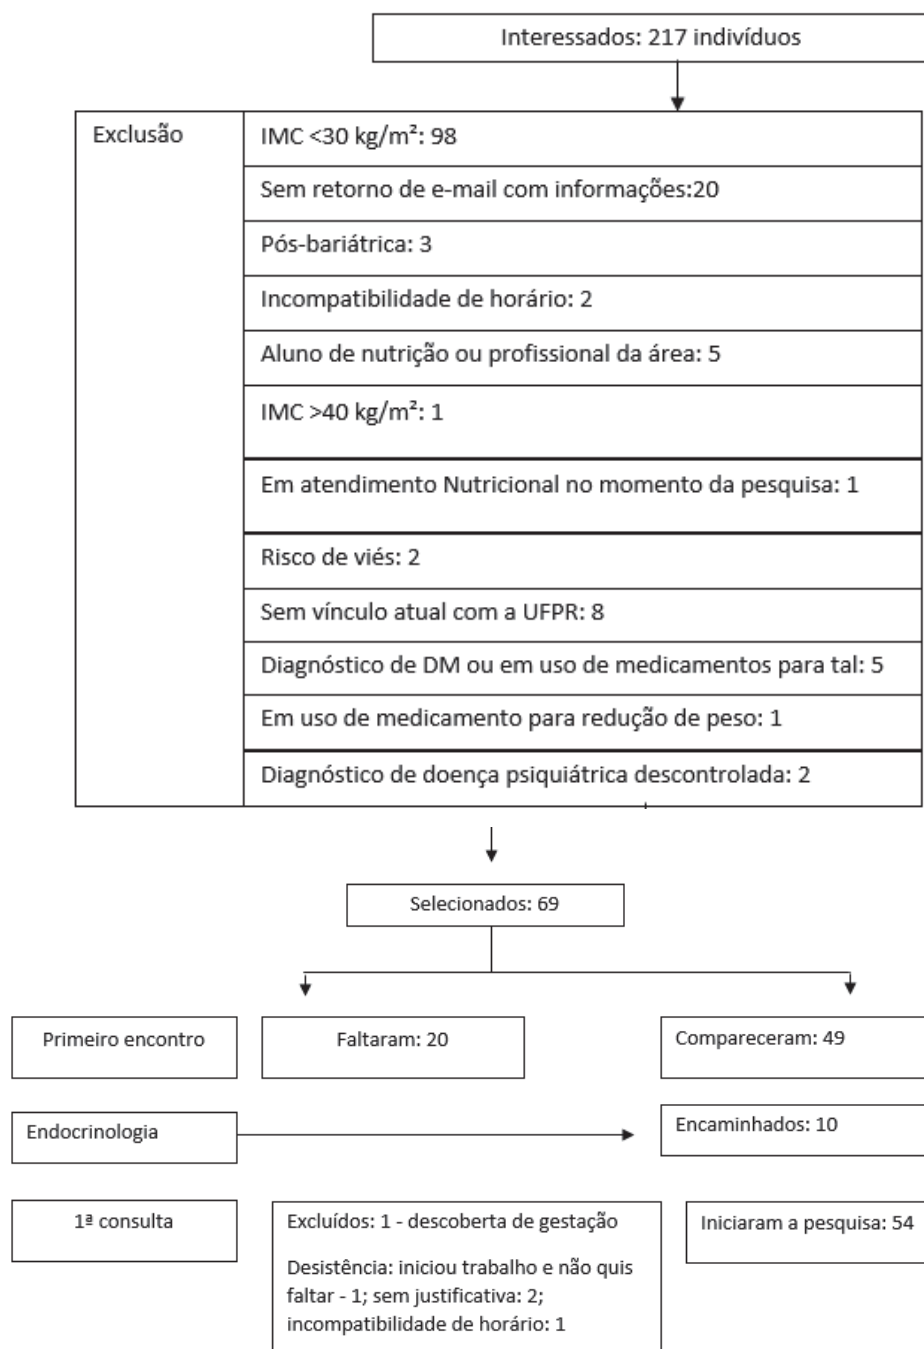 Interessados: 217 indivíduos
Exclusão
IMC <30 kg/m²: 98
Sem retorno de e-mail com informações:20
Pós-bariátrica: 3
Incompatibilidade de horário: 2
Aluno de nutrição ou profissional da área: 5
IMC >40 kg/m²: 1
Em atendimento Nutricional no momento da pesquisa: 1
Risco de viés: 2
Sem vínculo atual com a UFPR: 8
Diagnóstico de DM ou em uso de medicamentos para tal: 5
Em uso de medicamento para redução de peso: 1
Diagnóstico de doença psiquiátrica descontrolada: 2
Selecionados: 69
Primeiro encontro
Faltaram: 20
Compareceram: 49
Endocrinologia
Encaminhados: 10
1ª consulta
Excluídos: 1 - descoberta de gestação
Desistência: iniciou trabalho e não quis
faltar - 1; sem justificativa: 2;
incompatibilidade de horário: 1
Iniciaram a pesquisa: 54